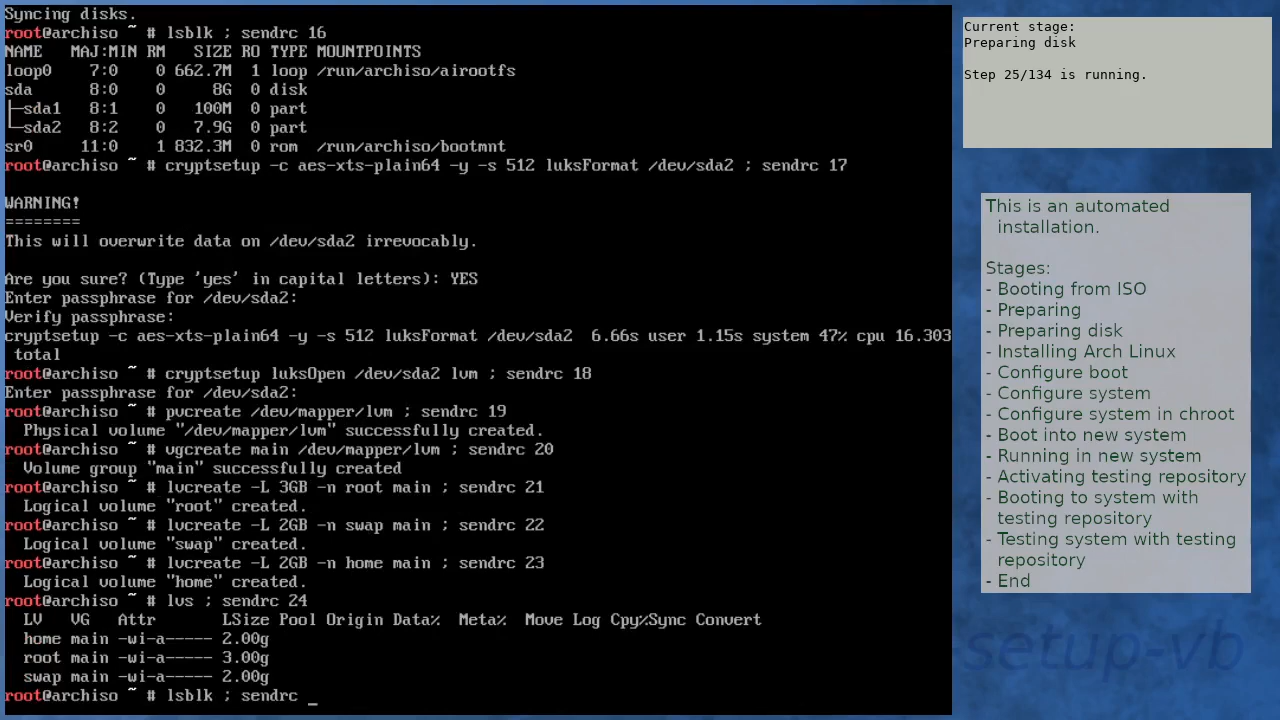 Syncing disks.
root@archiso ~ # lsblk ; sendrc 16
NAME   MAJ:MIN RM   SIZE RO TYPE MOUNTPOINTS
loop0    7:0    0 662.7M  1 loop /run/archiso/airootfs
sda      8:0    0     8G  0 disk
├─sda1   8:1    0   100M  0 part
└─sda2   8:2    0   7.9G  0 part
sr0     11:0    1 832.3M  0 rom  /run/archiso/bootmnt
root@archiso ~ # cryptsetup -c aes-xts-plain64 -y -s 512 luksFormat /dev/sda2 ; sendrc 17
WARNING!
========
This will overwrite data on /dev/sda2 irrevocably.
Are you sure? (Type 'yes' in capital letters): YES
Enter passphrase for /dev/sda2:
Verify passphrase:
cryptsetup -c aes-xts-plain64 -y -s 512 luksFormat /dev/sda2  6.66s user 1.15s system 47% cpu 16.303
 total
root@archiso ~ # cryptsetup luksOpen /dev/sda2 lvm ; sendrc 18
Enter passphrase for /dev/sda2:
root@archiso ~ # pvcreate /dev/mapper/lvm ; sendrc 19
  Physical volume "/dev/mapper/lvm" successfully created.
root@archiso ~ # vgcreate main /dev/mapper/lvm ; sendrc 20
  Volume group "main" successfully created
root@archiso ~ # lvcreate -L 3GB -n root main ; sendrc 21
  Logical volume "root" created.
root@archiso ~ # lvcreate -L 2GB -n swap main ; sendrc 22
  Logical volume "swap" created.
root@archiso ~ # lvcreate -L 2GB -n home main ; sendrc 23
  Logical volume "home" created.
root@archiso ~ # lvs ; sendrc 24
  LV   VG   Attr       LSize Pool Origin Data%  Meta%  Move Log Cpy%Sync Convert
  home main -wi-a----- 2.00g
  root main -wi-a----- 3.00g
  swap main -wi-a----- 2.00g
root@archiso ~ # lsblk ; sendrc _
Current stage:
Preparing disk
Step 25/134 is running.
This is an automated
installation.
Stages:
- Booting from ISO
- Preparing
- Preparing disk
- Installing Arch Linux
- Configure boot
- Configure system
- Configure system in chroot
- Boot into new system
- Running in new system
- Activating testing repository
- Booting to system with
testing repository
- Testing system with testing
repository
- End
setup-vb